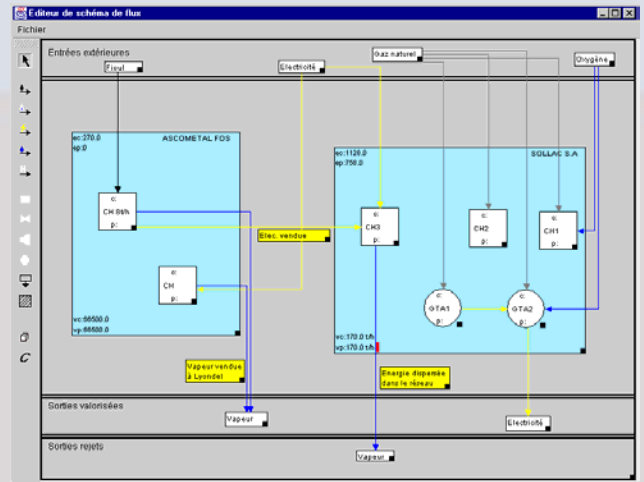 Editeur de schéma de flux
Fichier
Entrées extérieures
Fioul
Electricité
Gaz naturel
Oxygène
ec:270.0
ep:0
ASCOMETAL FOS
ec:1128.0
ep:758.0
SOLLAC S.A
c:
CH 8t/h
p:
c:
CH3
p:
c:
CH2
p:
c:
CH1
p:
Elec. vendue
c:
CH
p:
c:
GTA1
p:
c:
GTA2
p:
vc:66500.0
vp:66500.0
vc:170.0 t/h
vp:170.0 t/h
Vapeur vendue
à Lyondel
Energie dispersée
dans le réseau
Sorties valorisées
Vapeur
Electricité
Sorties rejets
Vapeur
C